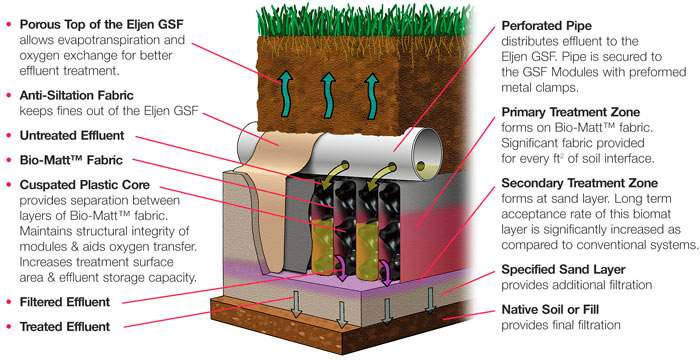 Porous Top of the Eljen GSF
allows evapotranspiration and
oxygen exchange for better
effluent treatment.
Anti-Siltation Fabric
keeps fines out of the Eljen GSF
Untreated Effluent
Bio-Matt™ Fabric
Cuspated Plastic Core
provides separation between
layers of Bio-Matt™ fabric.
Maintains structural integrity of
modules & aids oxygen transfer.
Increases treatment surface
area & effluent storage capacity.
Filtered Effluent
Treated Effluent
Perforated Pipe
distributes effluent to the
Eljen GSF. Pipe is secured to
the GSF Modules with preformed
metal clamps.
Primary Treatment Zone
forms on Bio-Matt™ fabric.
Significant fabric provided
for every ft² of soil interface.
Secondary Treatment Zone
forms at sand layer. Long term
acceptance rate of this biomat
layer is significantly increased as
compared to conventional systems.
Specified Sand Layer
provides additional filtration
Native Soil or Fill
provides final filtration